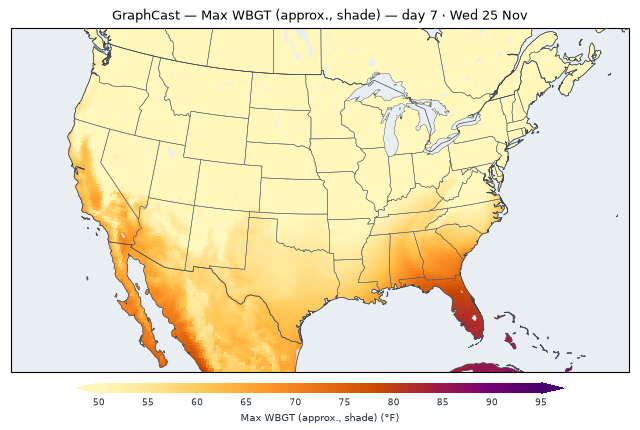 GraphCast — Max WBGT (approx., shade) — day 7 · Wed 25 Nov
50 55 60 65 70 75 80 85 90 95
Max WBGT (approx., shade) (°F)